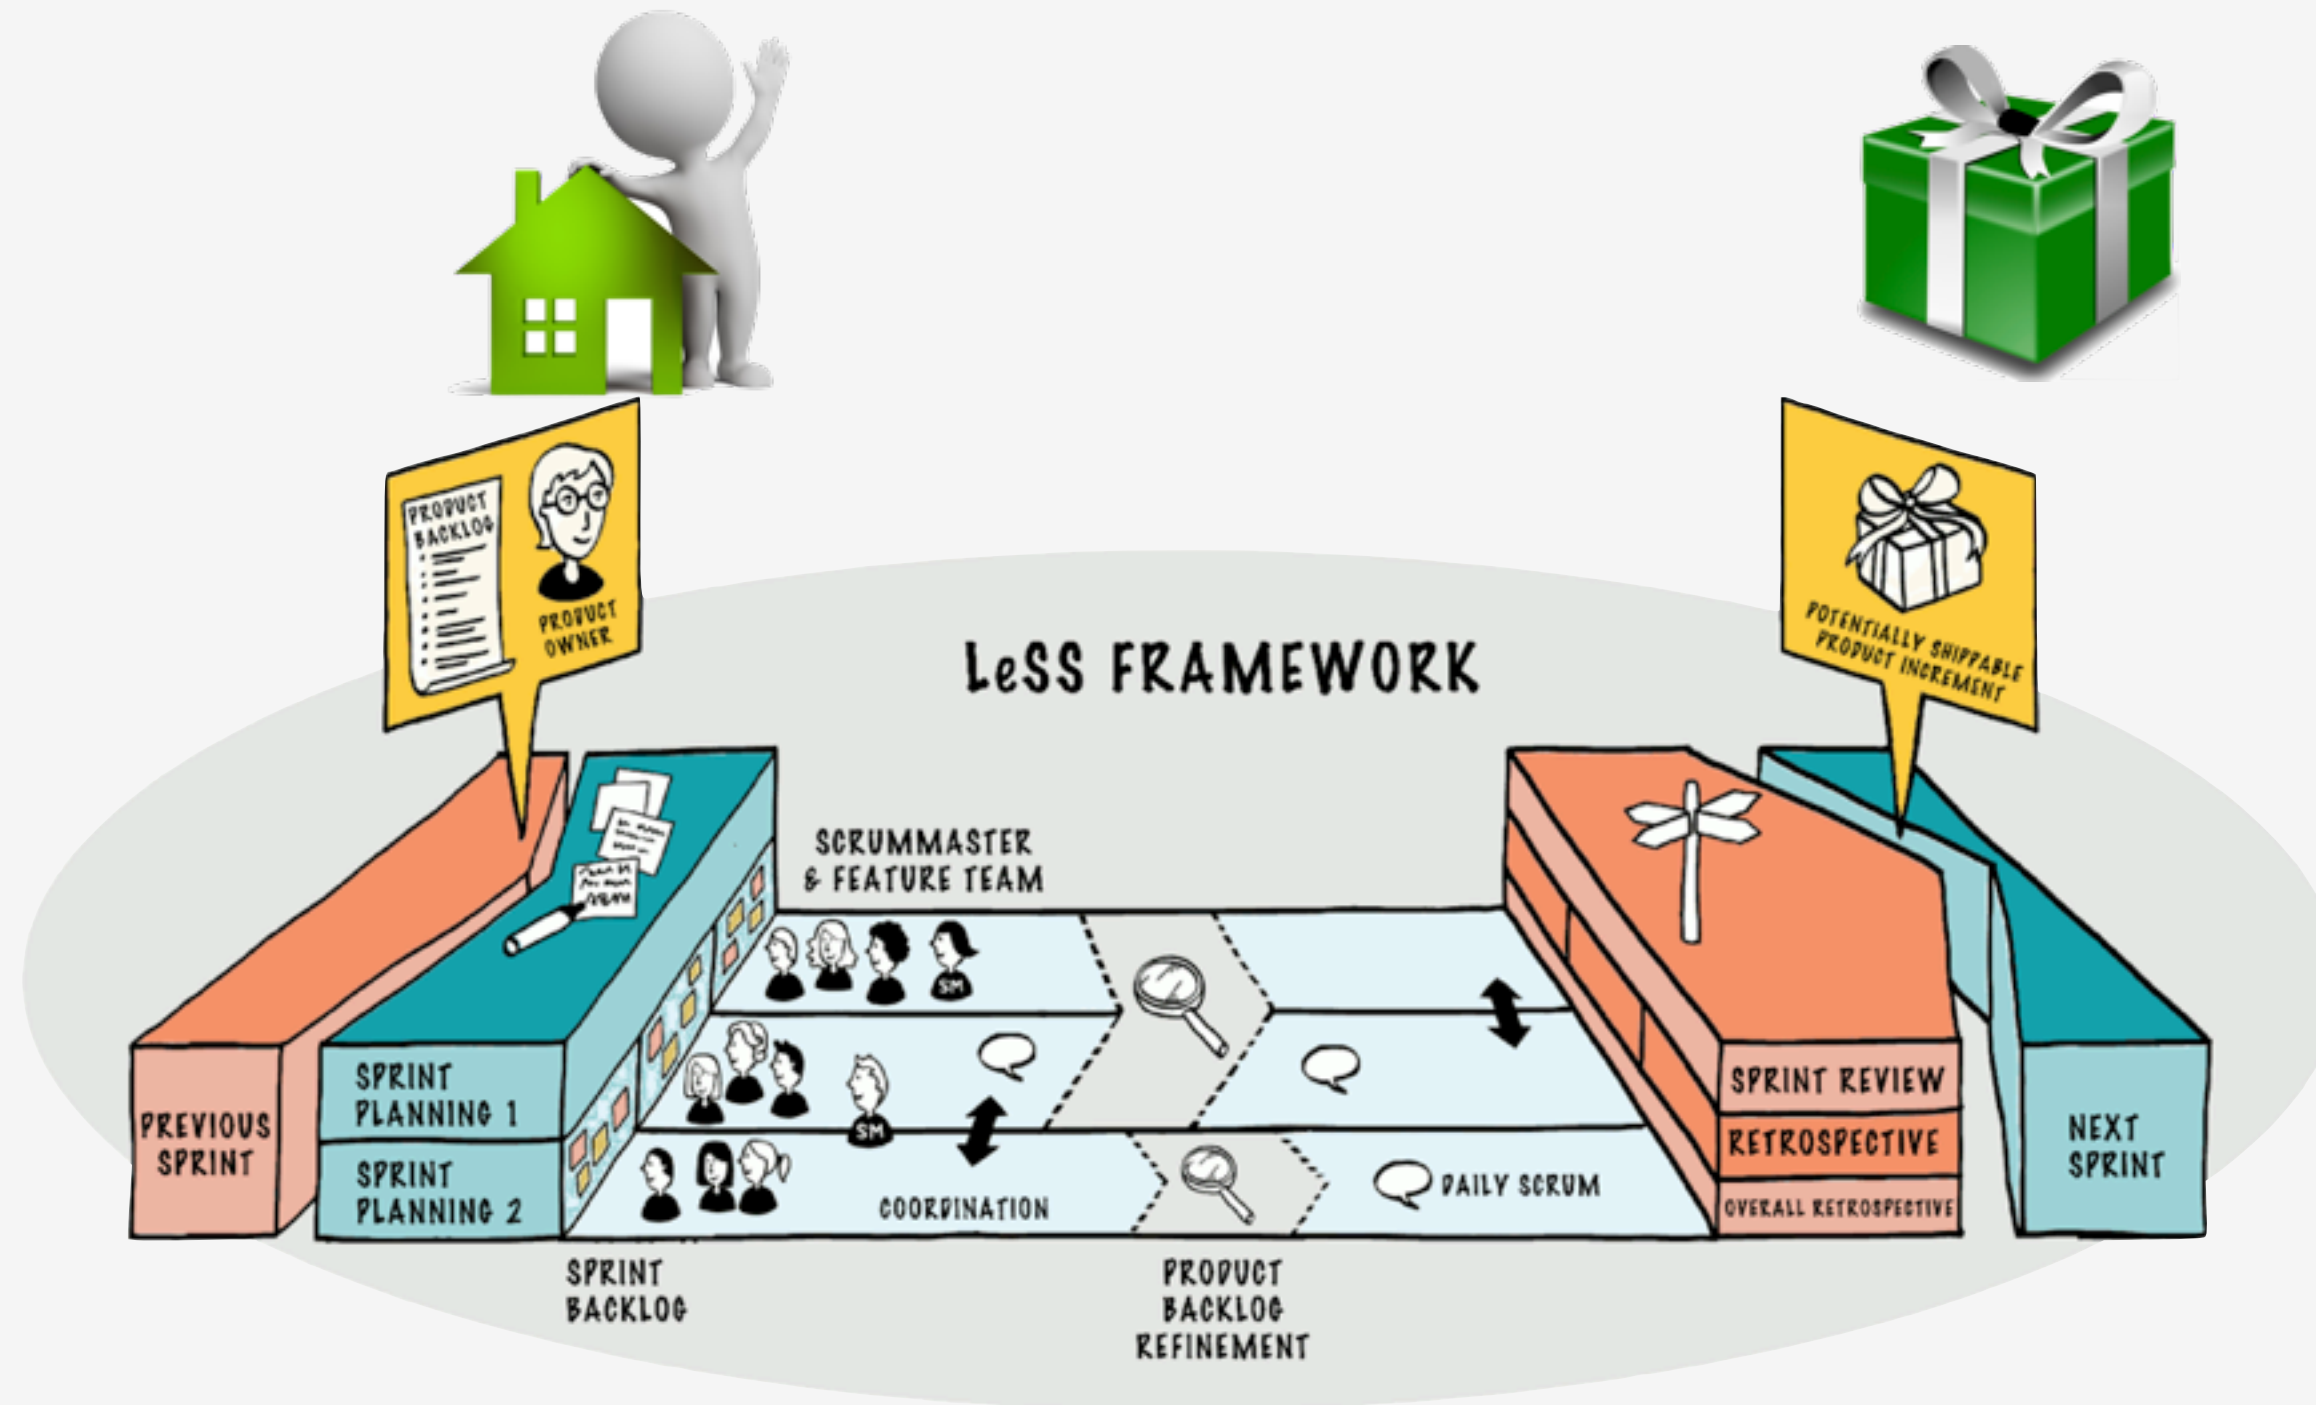 PRODUCT
BACKLOG
PRODUCT
OWNER
POTENTIALLY SHIPPABLE
PRODUCT INCREMENT
LeSS FRAMEWORK
SCRUMMASTER
& FEATURE TEAM
SM
SM
PREVIOUS
SPRINT
SPRINT
PLANNING 1
SPRINT
PLANNING 2
COORDINATION
DAILY SCRUM
SPRINT REVIEW
RETROSPECTIVE
OVERALL RETROSPECTIVE
NEXT
SPRINT
SPRINT
BACKLOG
PRODUCT
BACKLOG
REFINEMENT